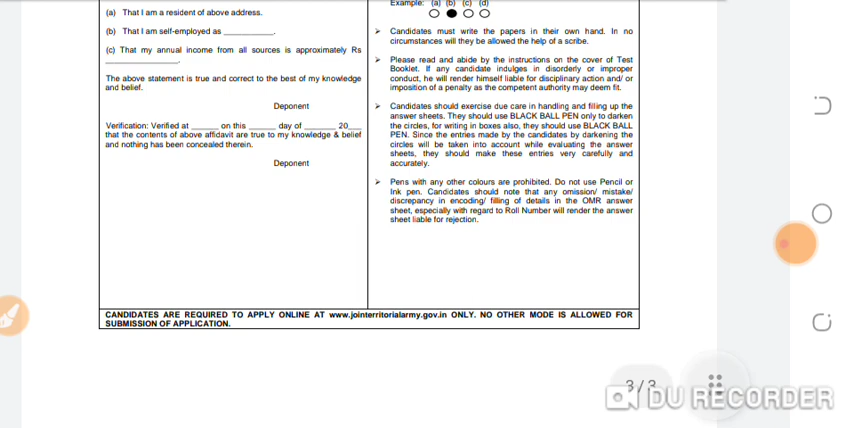 (a) That I am a resident of above address.
(b) That I am self-employed as ____________.
(c) That my annual income from all sources is approximately Rs
________________.
The above statement is true and correct to the best of my knowledge
and belief.
Deponent
Verification: Verified at ______ on this ______ day of _______ 20___
that the contents of above affidavit are true to my knowledge & belief
and nothing has been concealed therein.
Deponent
Example: (a) (b) (c) (d)
➢ Candidates must write the papers in their own hand. In no
circumstances will they be allowed the help of a scribe.
➢ Please read and abide by the instructions on the cover of Test
Booklet. If any candidate indulges in disorderly or improper
conduct, he will render himself liable for disciplinary action and/ or
imposition of a penalty as the competent authority may deem fit.
➢ Candidates should exercise due care in handling and filling up the
answer sheets. They should use BLACK BALL PEN only to darken
the circles, for writing in boxes also, they should use BLACK BALL
PEN. Since the entries made by the candidates by darkening the
circles will be taken into account while evaluating the answer
sheets, they should make these entries very carefully and
accurately.
➢ Pens with any other colours are prohibited. Do not use Pencil or
Ink pen. Candidates should note that any omission/ mistake/
discrepancy in encoding/ filling of details in the OMR answer
sheet, especially with regard to Roll Number will render the answer
sheet liable for rejection.
CANDIDATES ARE REQUIRED TO APPLY ONLINE AT www.jointerritorialarmy.gov.in ONLY. NO OTHER MODE IS ALLOWED FOR
SUBMISSION OF APPLICATION.
3/3
DU RECORDER